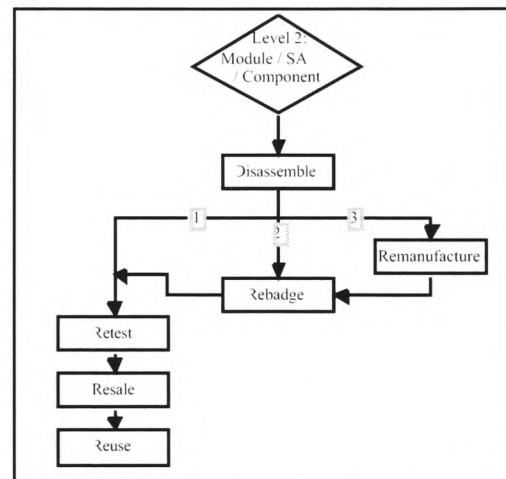 Level 2:
Module / SA
/ Component
Disassemble
1
2
3
Remanufacture
Rebadge
Retest
Resale
Reuse